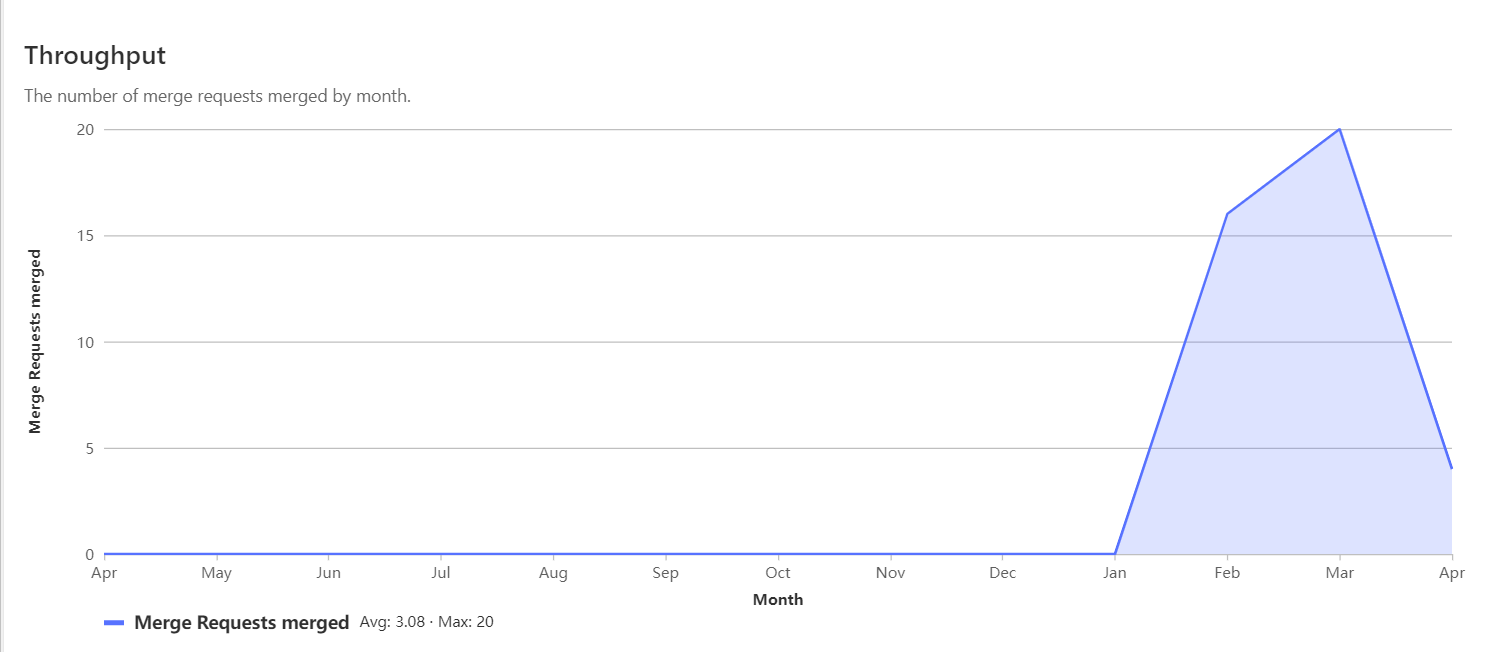 Throughput
The number of merge requests merged by month.
20
15
10
5
0
Merge Requests merged
Apr May Jun Jul Aug Sep Oct Nov Dec Jan Feb Mar Apr
Month
Merge Requests merged Avg: 3.08 · Max: 20